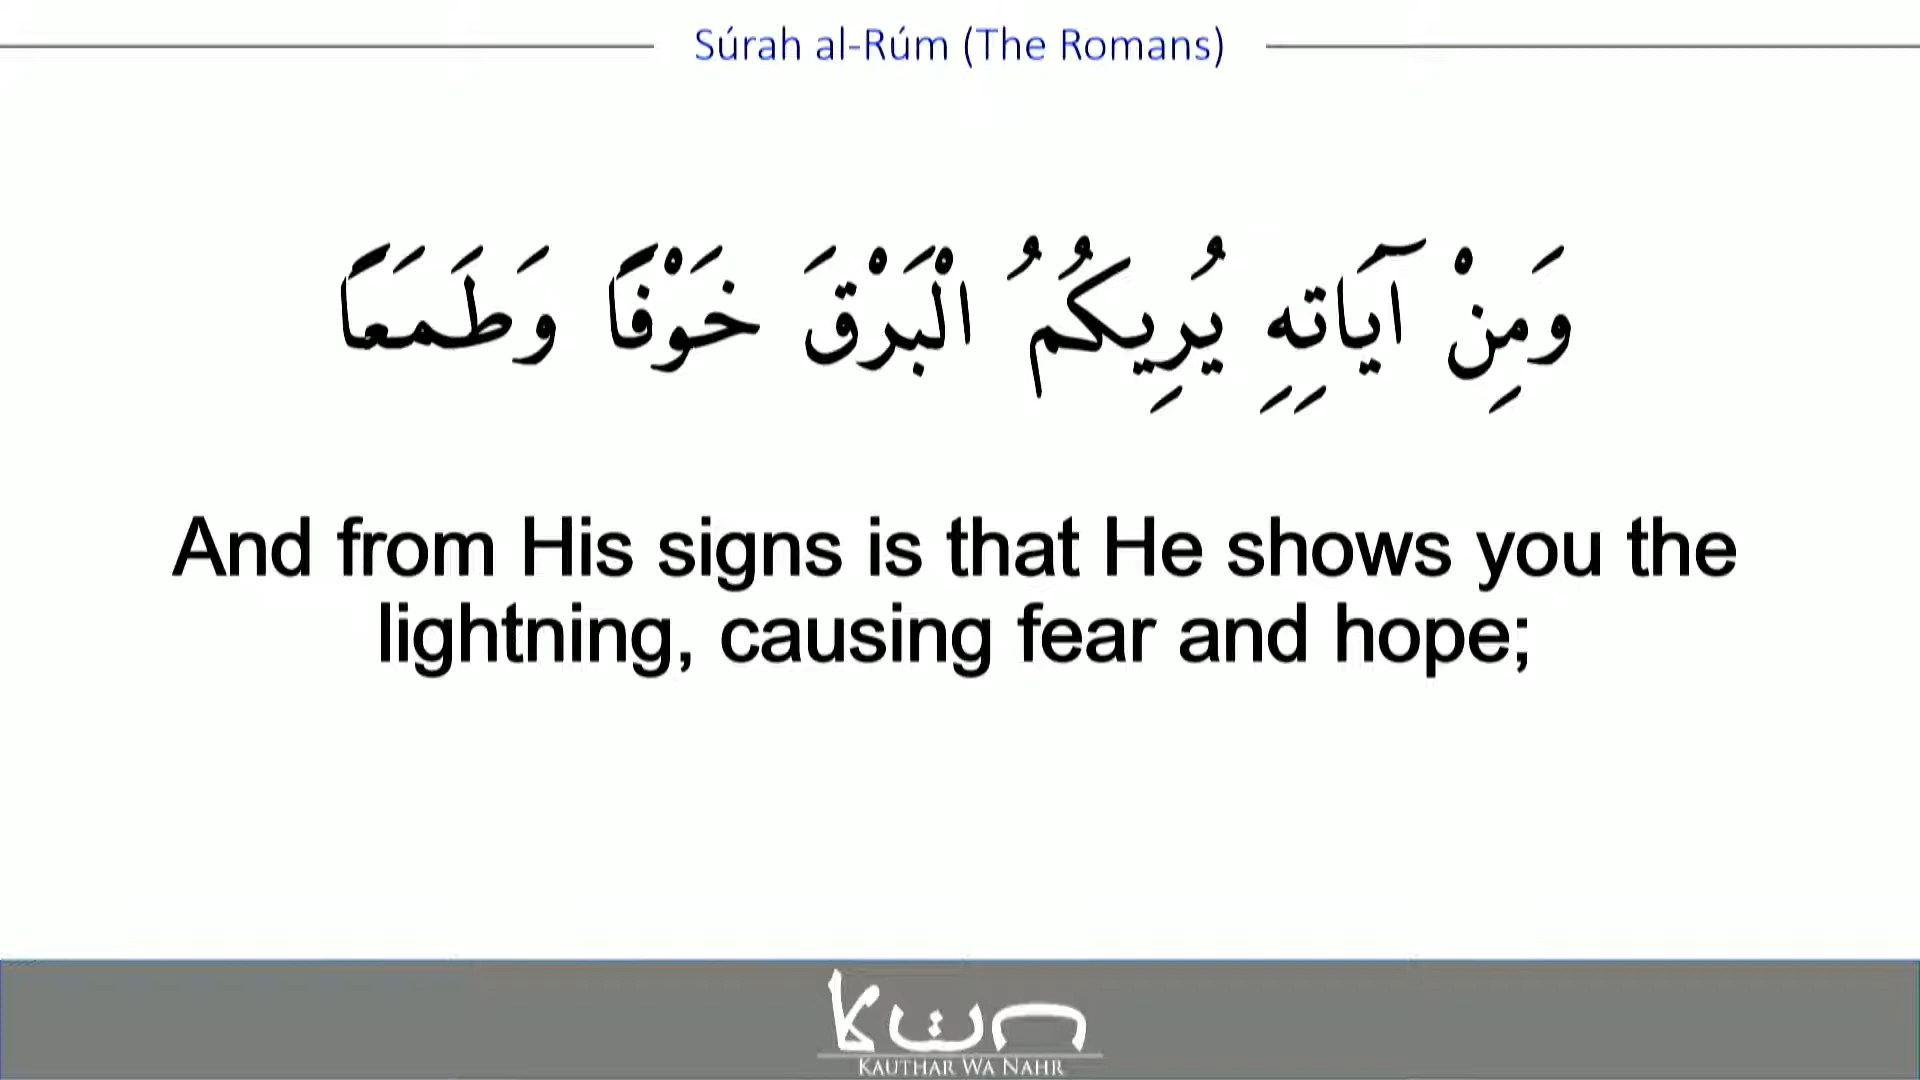 Súrah al-Rúm (The Romans)
وَمِنْ آيَاتِهِ يُرِيكُمُ الْبَرْقَ خَوْفًا وَطَمَعًا
And from His signs is that He shows you the
lightning, causing fear and hope;
KWN
KAUTHAR WA NAHR